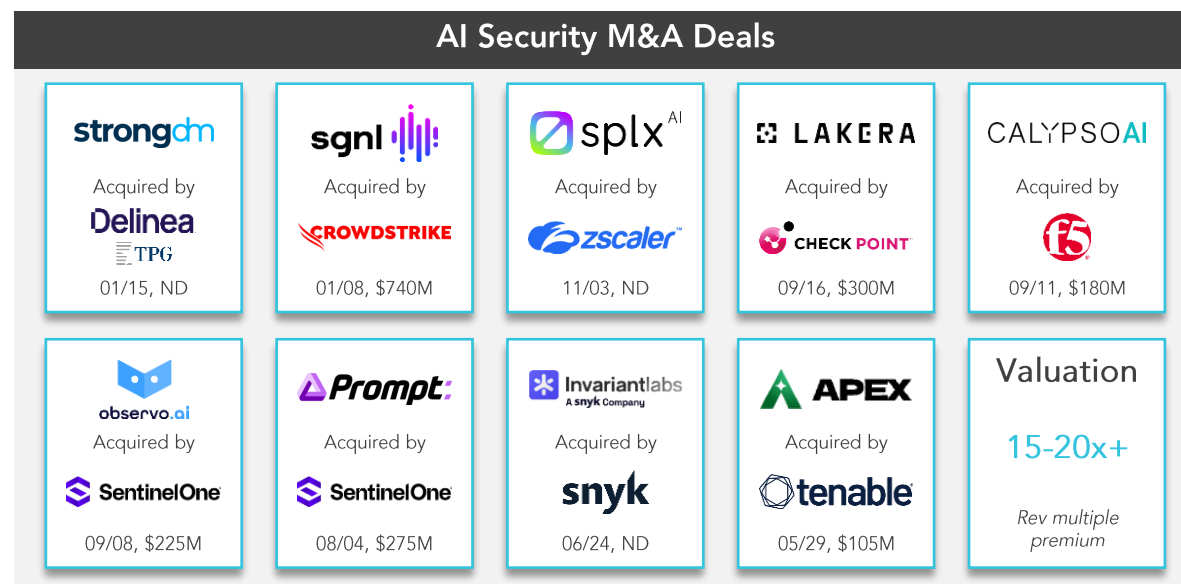 AI Security M&A Deals
strongdm
Acquired by
Delinea
TPG
01/15, ND
sgnl
Acquired by
CROWDSTRIKE
01/08, $740M
splx AI
Acquired by
zscaler™
11/03, ND
LAKERA
Acquired by
CHECK POINT
09/16, $300M
CALYPSOAI
Acquired by
f5
09/11, $180M
observo.ai
Acquired by
SentinelOne
09/08, $225M
Prompt:
Acquired by
SentinelOne
08/04, $275M
Invariantlabs
A snyk Company
Acquired by
snyk
06/24, ND
APEX
Acquired by
tenable
05/29, $105M
Valuation
15-20x+
Rev multiple
premium